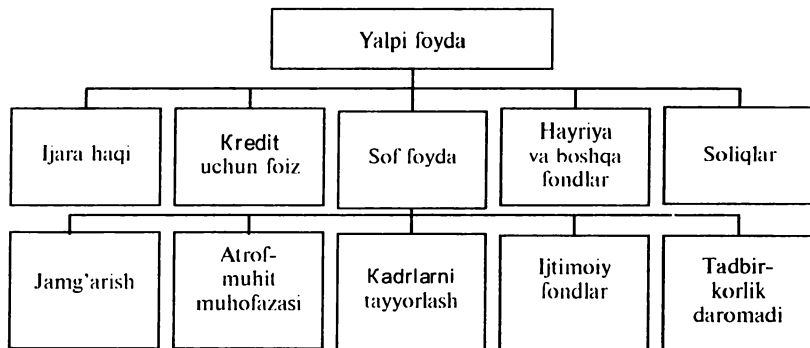 Yalpi foyda
Ijara haqi
Kredit
uchun foiz
Sof foyda
Hayriya
va boshqa
fondlar
Soliqlar
Jamg'arish
Atrof-
muhit
muhofazasi
Kadrlarni
tayyorlash
Ijtimoiy
fondlar
Tadbir-
korlik
daromadi